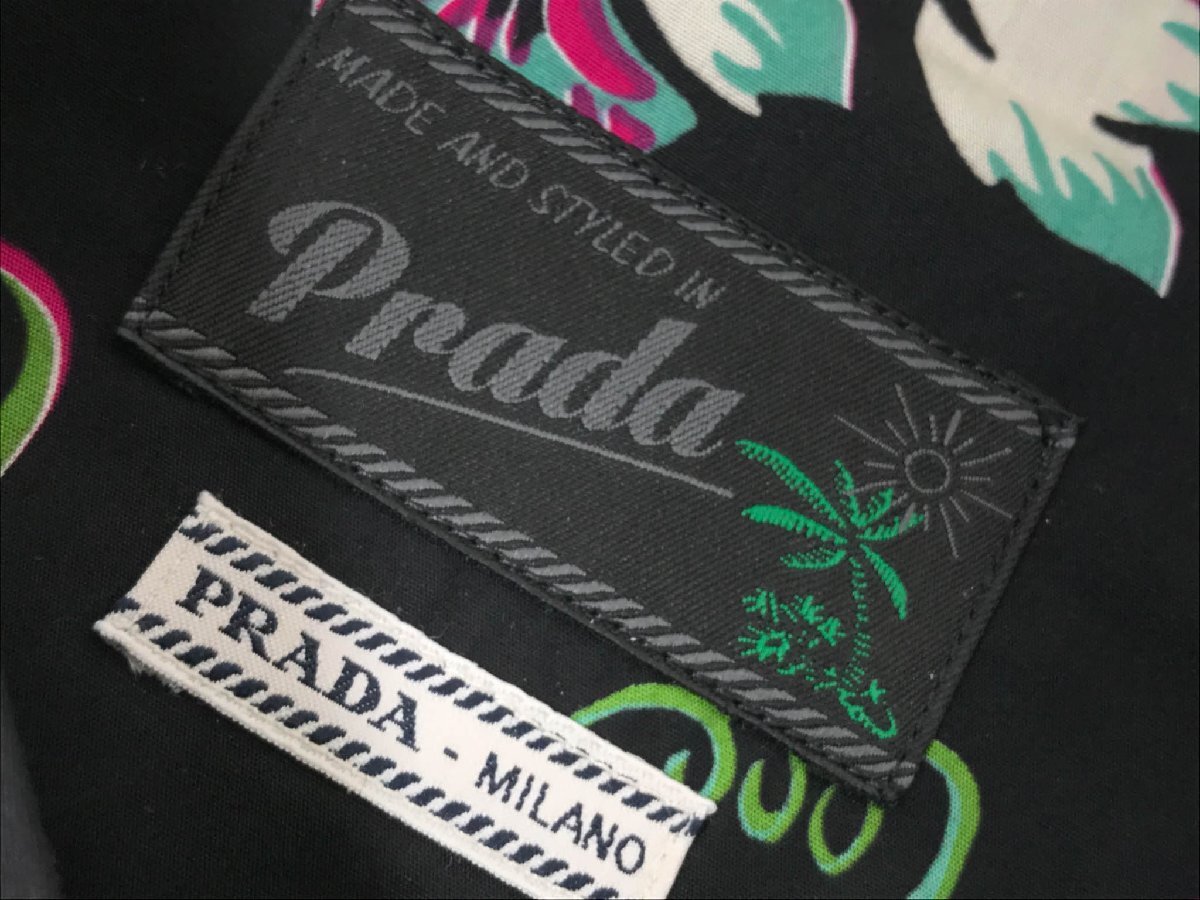 MADE AND STYLED IN
Prada
PRADA - MILANO